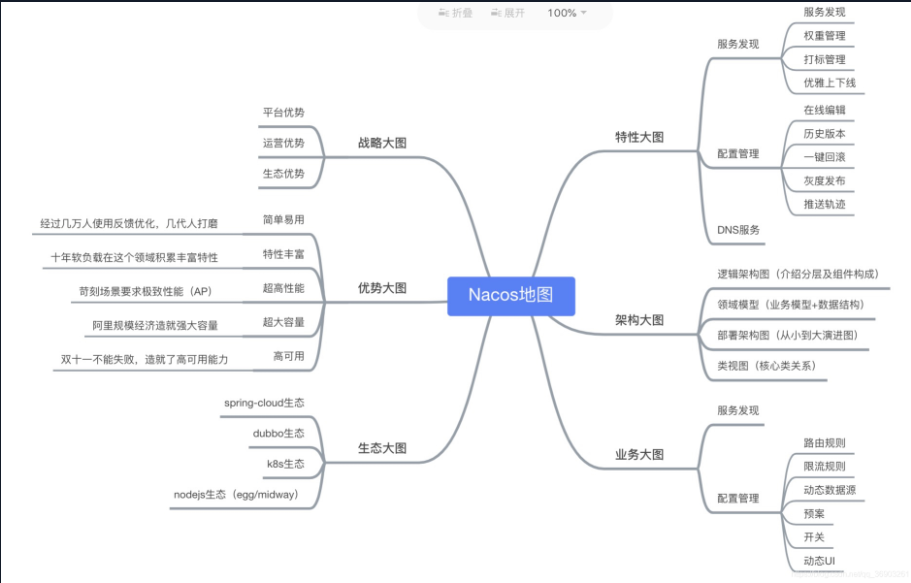 折叠 展开 100%
Nacos地图
特性大图
服务发现
服务发现
权重管理
打标管理
优雅上下线
配置管理
在线编辑
历史版本
一键回滚
灰度发布
推送轨迹
DNS服务
架构大图
逻辑架构图（介绍分层及组件构成）
领域模型（业务模型+数据结构）
部署架构图（从小到大演进图）
类视图（核心类关系）
业务大图
服务发现
配置管理
路由规则
限流规则
动态数据源
预案
开关
动态UI
战略大图
平台优势
运营优势
生态优势
优势大图
简单易用
经过几万人使用反馈优化，几代人打磨
特性丰富
十年软负载在这个领域积累丰富特性
超高性能
苛刻场景要求极致性能（AP）
超大容量
阿里规模经济造就强大容量
高可用
双十一不能失败，造就了高可用能力
生态大图
spring-cloud生态
dubbo生态
k8s生态
nodejs生态（egg/midway）